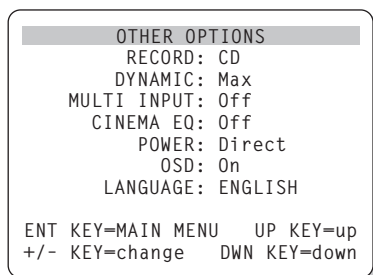 OTHER OPTIONS
RECORD: CD
DYNAMIC: Max
MULTI INPUT: Off
CINEMA EQ: Off
POWER: Direct
OSD: On
LANGUAGE: ENGLISH
ENT KEY=MAIN MENU UP KEY=up
+/- KEY=change DWN KEY=down